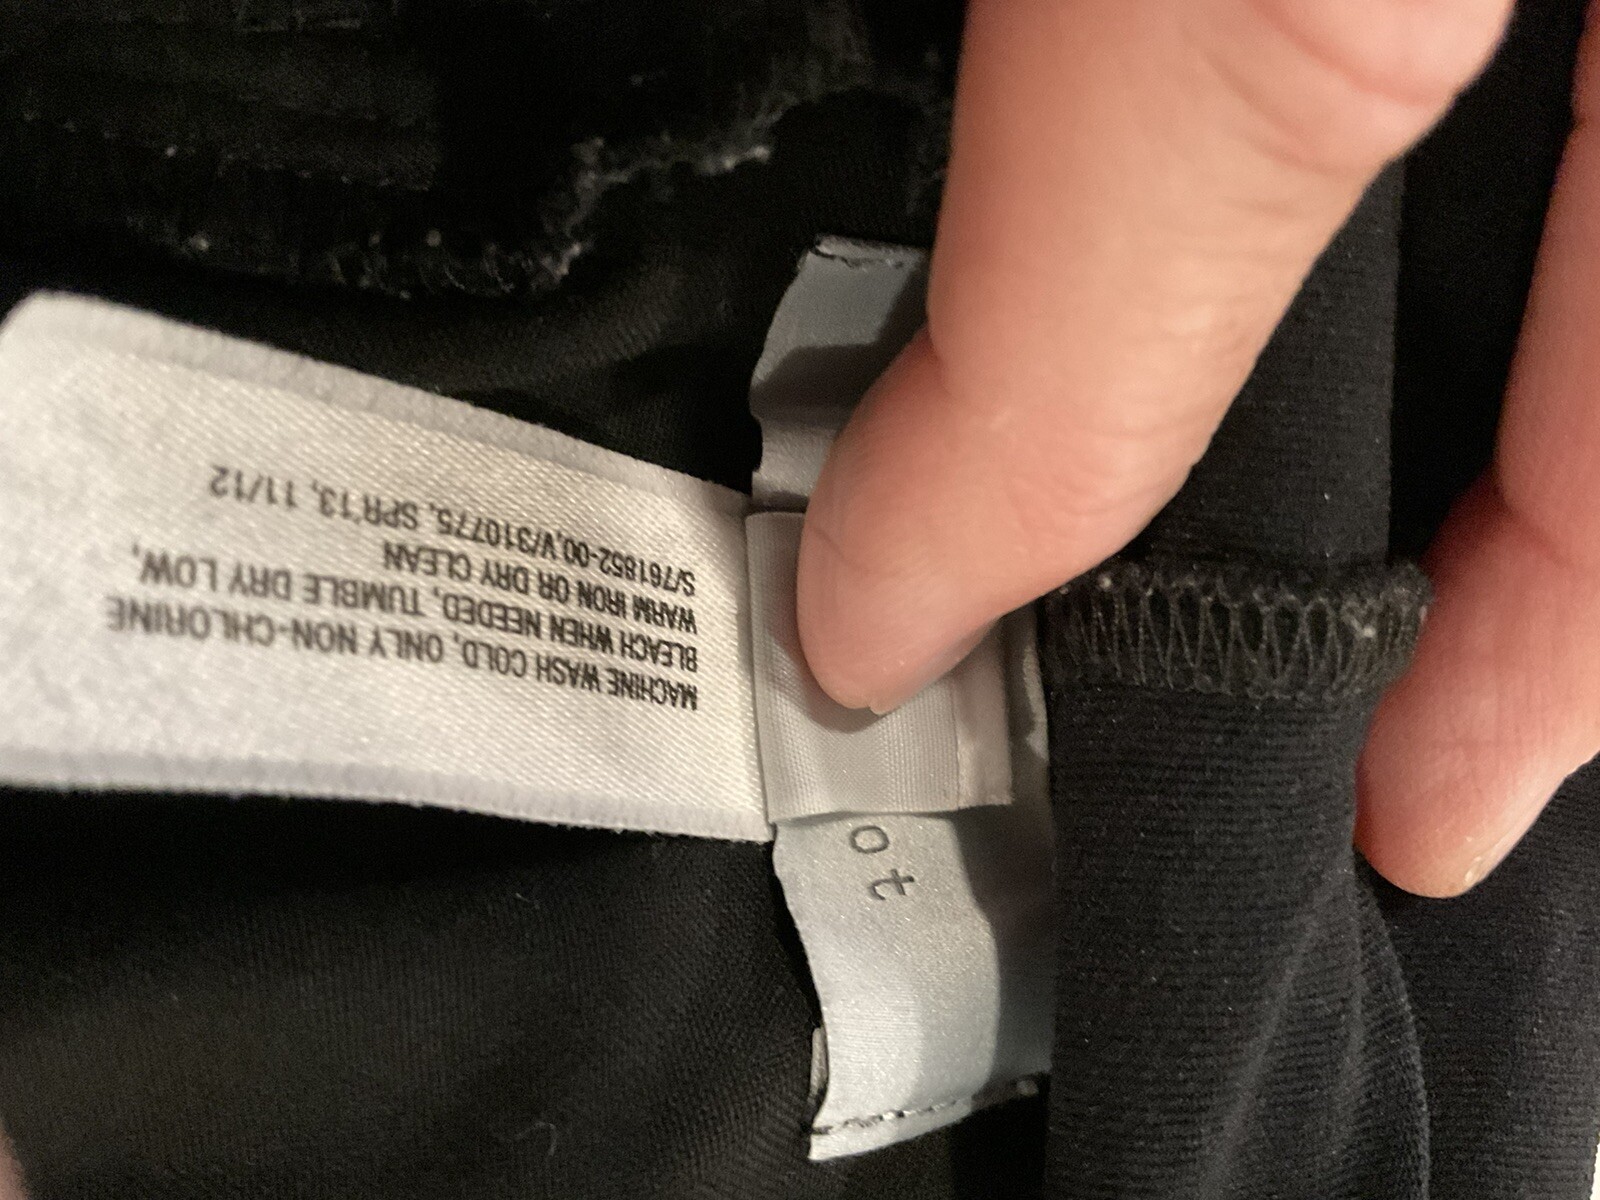 MACHINE WASH COLD, ONLY NON-CHLORINE
BLEACH WHEN NEEDED, TUMBLE DRY LOW,
WARM IRON OR DRY CLEAN
S/761852-00,V/310775, SPR'13, 11/12
ot